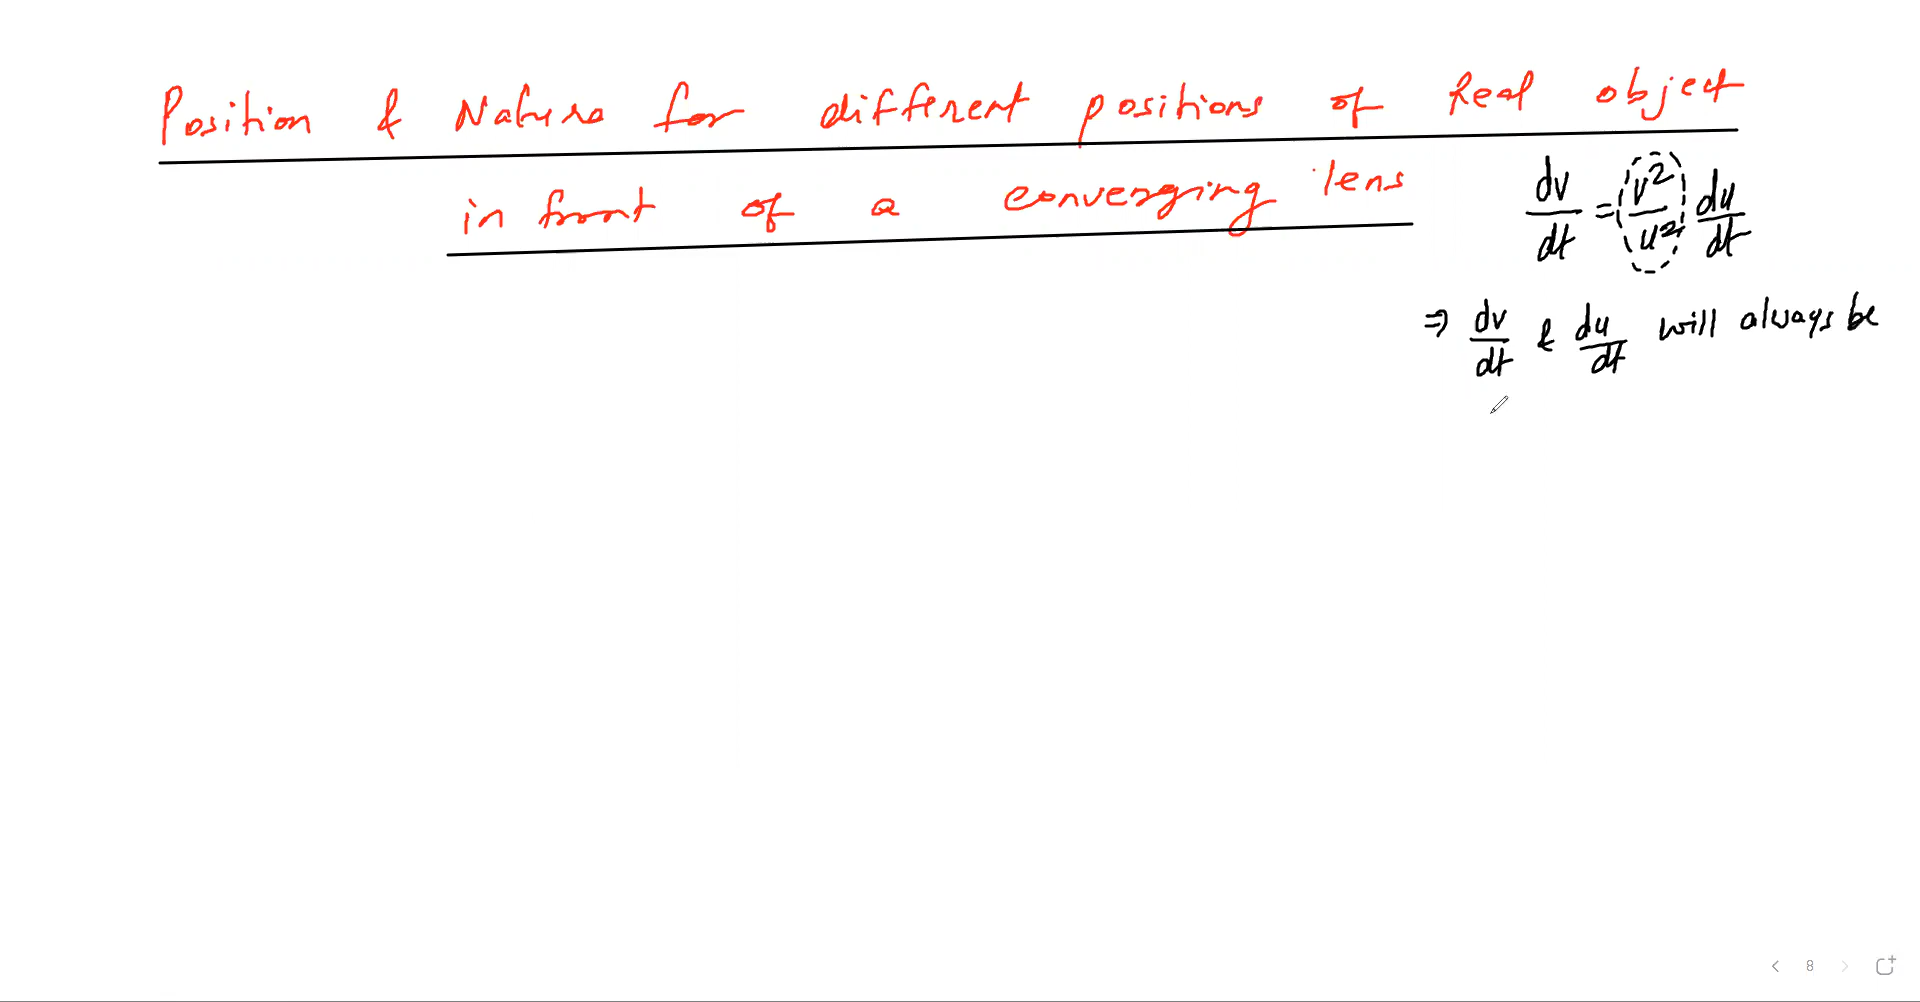 Position & Nature for different positions of Real object
in front of a converging lens
dv/dt = v²/u² du/dt
⇒ dv/dt & du/dt will always be
8